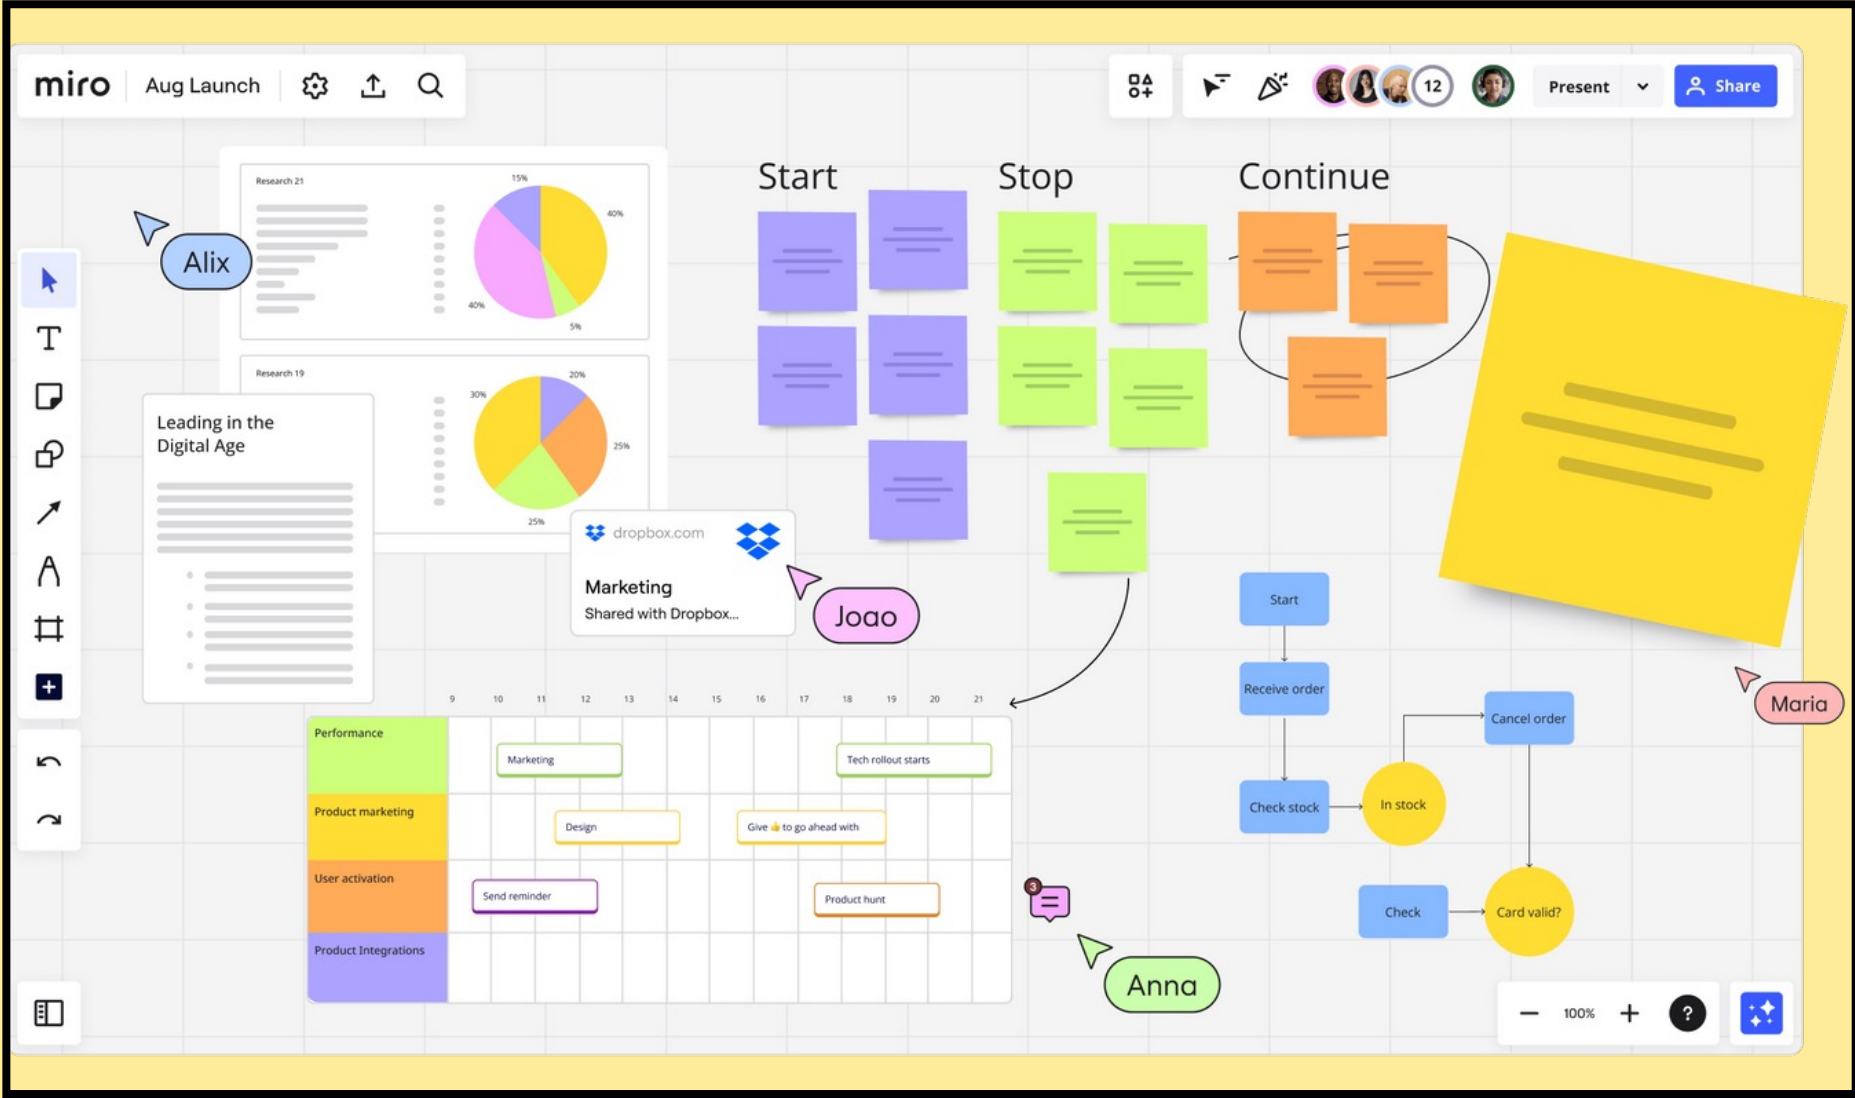 miro
Aug Launch
12
Present
Share
Alix
Research 21
15%
40%
40%
5%
Research 19
20%
30%
25%
25%
Leading in the
Digital Age
dropbox.com
Marketing
Shared with Dropbox...
Joao
Start
Stop
Continue
Maria
9 10 11 12 13 14 15 16 17 18 19 20 21
Performance
Marketing
Tech rollout starts
Product marketing
Design
Give 👍 to go ahead with
User activation
Send reminder
Product hunt
Product Integrations
3
Anna
Start
Receive order
Cancel order
Check stock
In stock
Check
Card valid?
100%
?